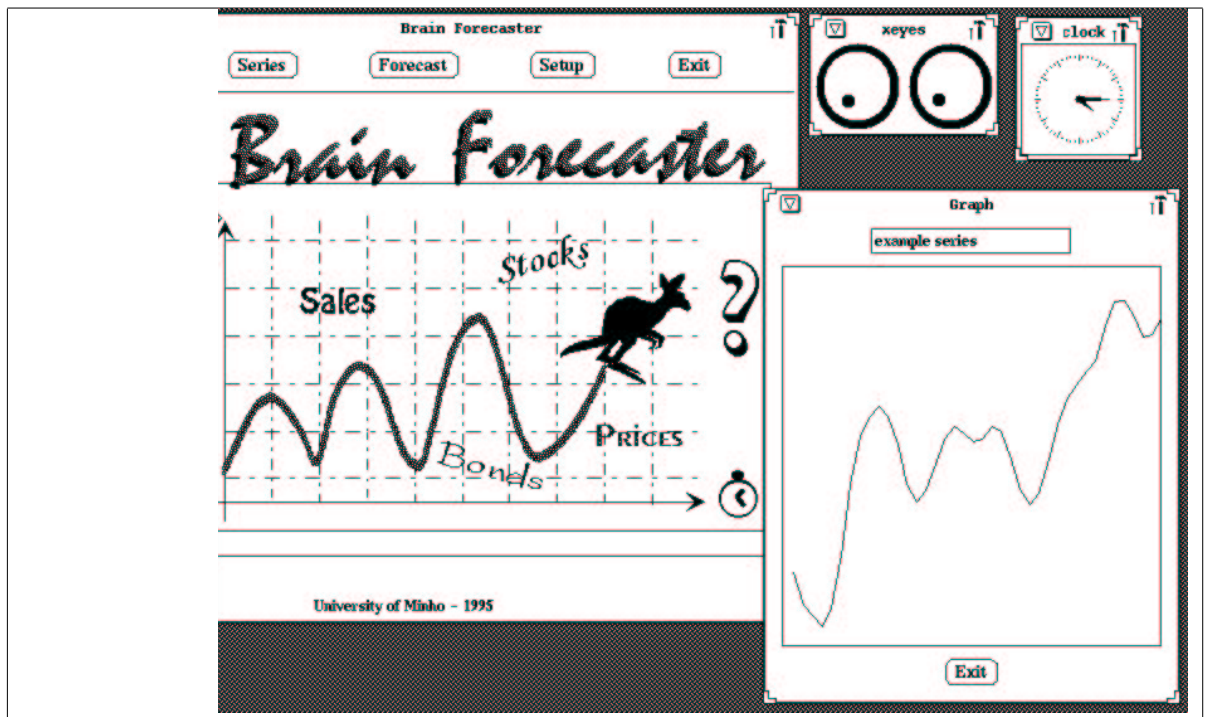 Brain Forecaster
Series Forecast Setup Exit
Brain Forecaster
Stocks
Sales
?
PRICES
Bonds
University of Minho - 1995
xeyes
clock
Graph
example series
Exit